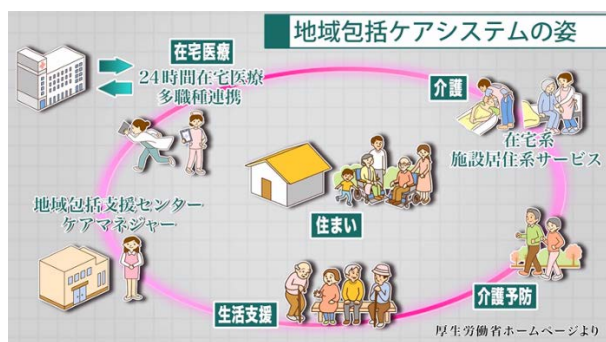 地域包括ケアシステムの姿
在宅医療
24時間在宅医療
多職種連携
介護
在宅系
施設居住系サービス
地域包括支援センター
ケアマネジャー
住まい
生活支援
介護予防
厚生労働省ホームページより